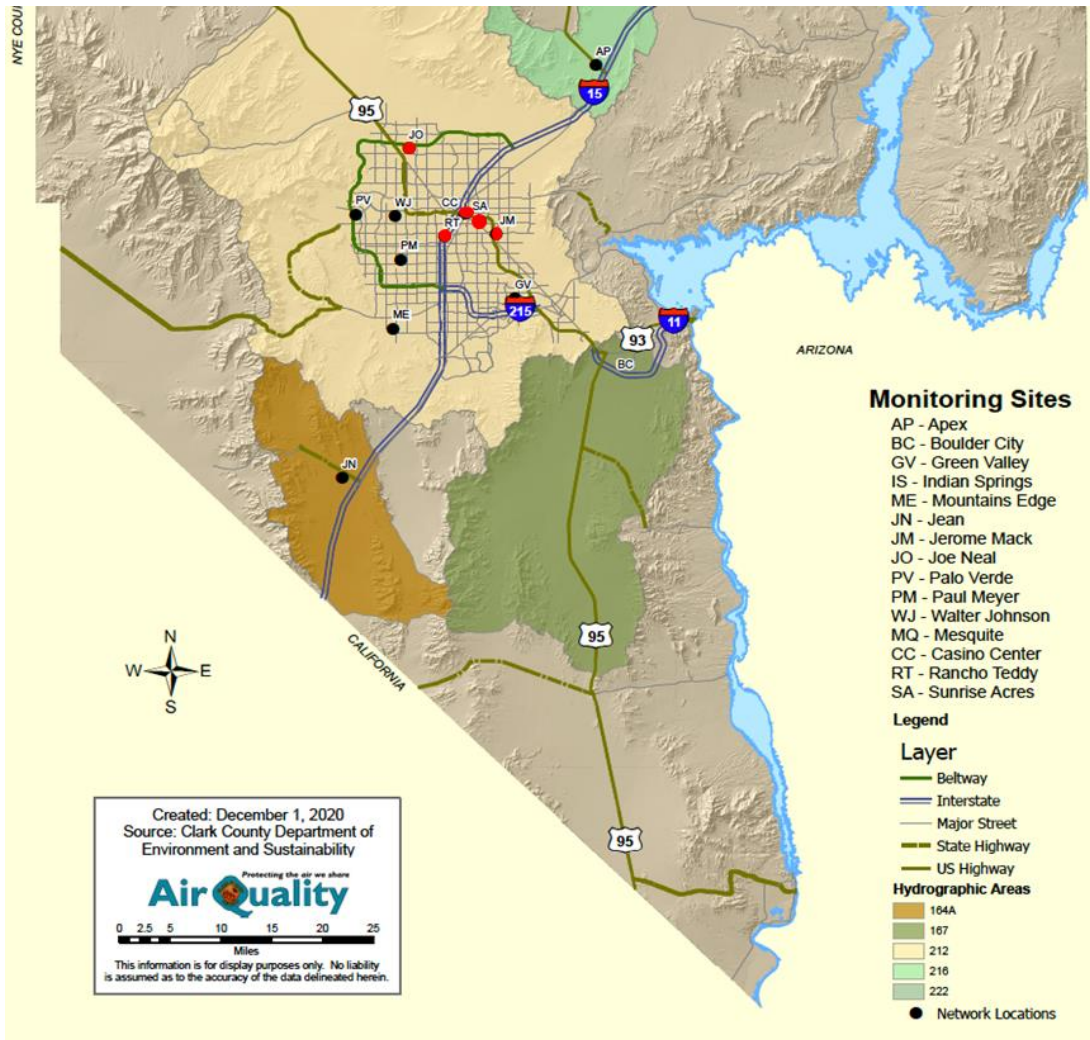 NYE COU
AP
15
95
JO
PV
WJ
CC
SA
RT
JM
PM
GV
215
ME
11
93
BC
ARIZONA
JN
95
CALIFORNIA
95
N
W E
S
Monitoring Sites
AP - Apex
BC - Boulder City
GV - Green Valley
IS - Indian Springs
ME - Mountains Edge
JN - Jean
JM - Jerome Mack
JO - Joe Neal
PV - Palo Verde
PM - Paul Meyer
WJ - Walter Johnson
MQ - Mesquite
CC - Casino Center
RT - Rancho Teddy
SA - Sunrise Acres
Legend
Layer
Beltway
Interstate
Major Street
State Highway
US Highway
Hydrographic Areas
164A
167
212
216
222
Network Locations
Created: December 1, 2020
Source: Clark County Department of
Environment and Sustainability
Protecting the air we share
Air Quality
0 2.5 5 10 15 20 25
Miles
This information is for display purposes only. No liability
is assumed as to the accuracy of the data delineated herein.